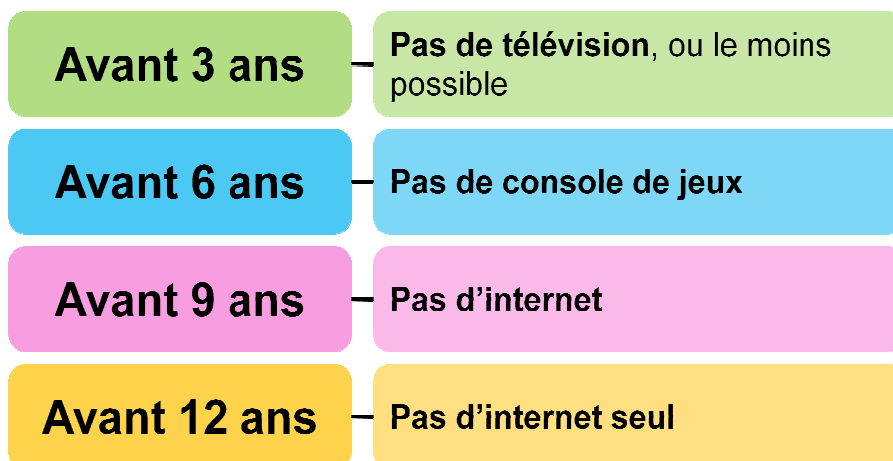 Avant 3 ans
Pas de télévision, ou le moins
possible
Avant 6 ans
Pas de console de jeux
Avant 9 ans
Pas d’internet
Avant 12 ans
Pas d’internet seul